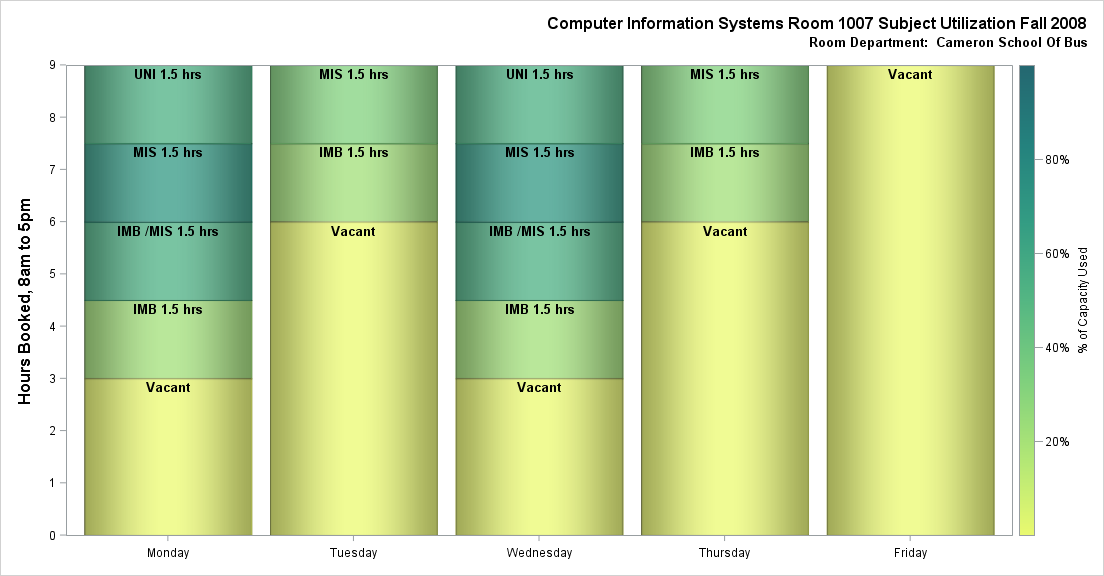 Computer Information Systems Room 1007 Subject Utilization Fall 2008
Room Department:  Cameron School Of Bus
Hours Booked, 8am to 5pm
9
8
7
6
5
4
3
2
1
0
UNI 1.5 hrs
MIS 1.5 hrs
IMB /MIS 1.5 hrs
IMB 1.5 hrs
Vacant
MIS 1.5 hrs
IMB 1.5 hrs
Vacant
UNI 1.5 hrs
MIS 1.5 hrs
IMB /MIS 1.5 hrs
IMB 1.5 hrs
Vacant
MIS 1.5 hrs
IMB 1.5 hrs
Vacant
Vacant
Monday
Tuesday
Wednesday
Thursday
Friday
80%
60%
40%
20%
% of Capacity Used